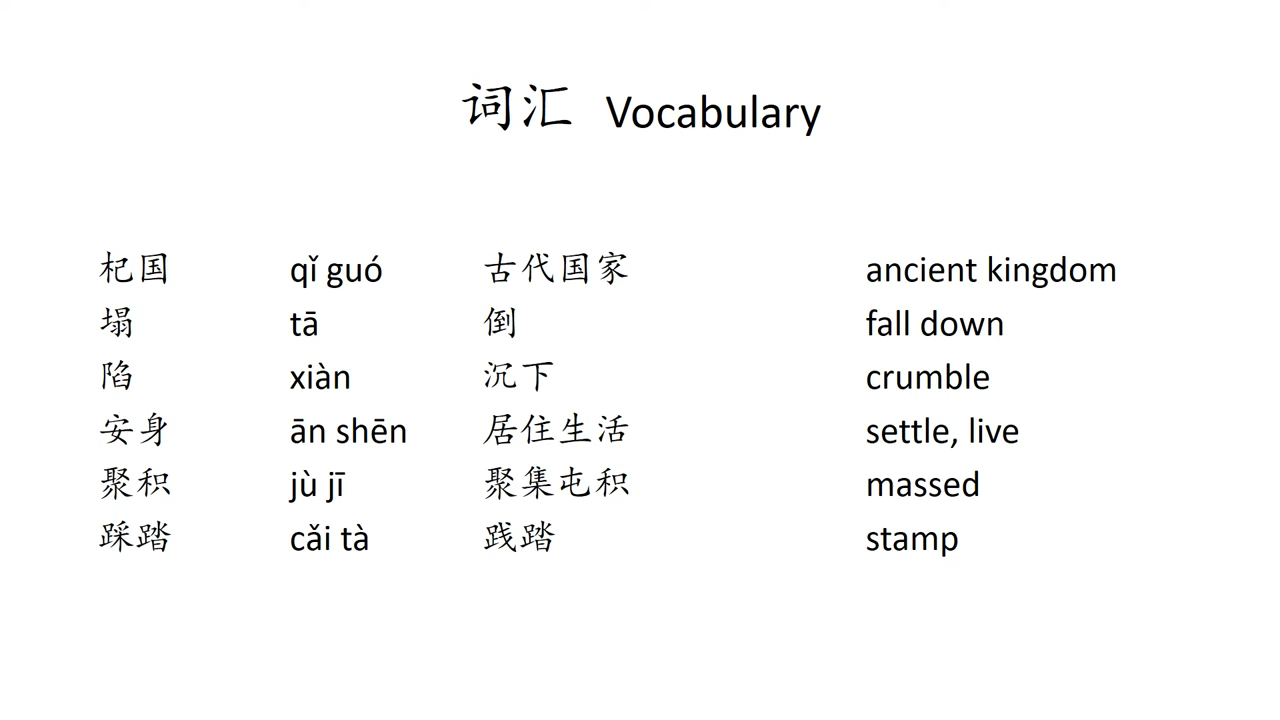 词汇 Vocabulary
杞国 qǐ guó 古代国家 ancient kingdom
塌 tā 倒 fall down
陷 xiàn 沉下 crumble
安身 ān shēn 居住生活 settle, live
聚积 jù jī 聚集屯积 massed
踩踏 cǎi tà 践踏 stamp